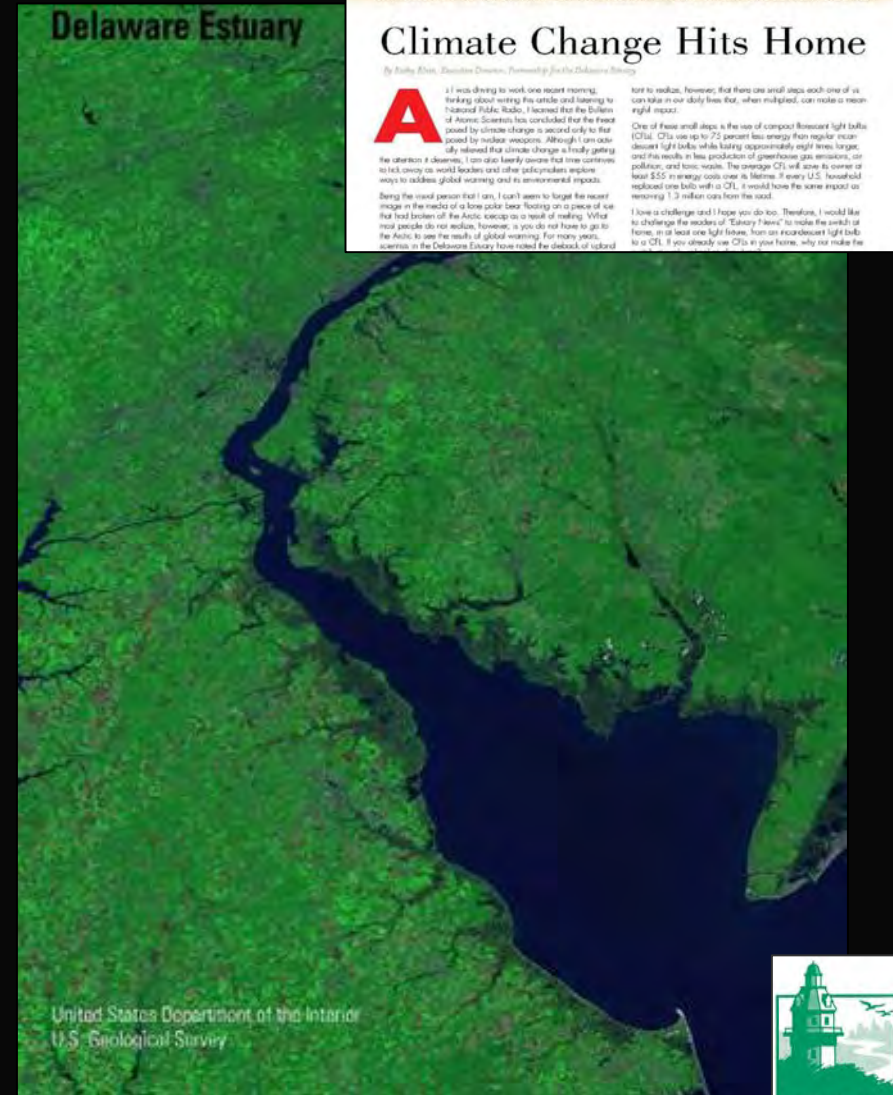 Delaware Estuary
Climate Change Hits Home
By Kathy Klein, Executive Director, Partnership for the Delaware Estuary
As I was driving to work one recent morning,
thinking about writing this article and listening to
National Public Radio, I learned that the Bulletin
of Atomic Scientists has concluded that the threat
posed by climate change is second only to that
posed by nuclear weapons. Although I am
ally relieved that climate change is finally getting
the attention it deserves, I am also keenly aware that time continues
to tick away as world leaders and other policymakers explore
ways to address global warming and its environmental impacts.
Being the visual person that I am, I can't seem to forget the recent
image in the media of a lone polar bear floating on a piece of ice
that had broken off the Arctic icecap as a result of melting. What
most people do not realize, however, is you do not have to go to
the Arctic to see the results of global warming. For many years,
scientists in the Delaware Estuary have noted the dieback of upland
tant to realize, however, that there are small steps each one of us
can take in our daily lives that, when multiplied, can make a mean-
ingful impact.
One of these small steps is the use of compact florescent light bulbs
(CFLs). CFLs use up to 75 percent less energy than regular incan-
descent light bulbs while lasting approximately eight times longer,
and this results in less production of greenhouse gas emissions, air
pollution, and toxic waste. The average CFL will save its owner at
least $55 in energy costs over its lifetime. If every U.S. household
replaced one bulb with a CFL, it would have the same impact as
removing 1.3 million cars from the road.
I love a challenge and I hope you do too. Therefore, I would like
to challenge the readers of "Estuary News" to make the switch at
home, in at least one light fixture, from an incandescent light bulb
to a CFL. If you already use CFLs in your home, why not make the
United States Department of the Interior
U.S. Geological Survey